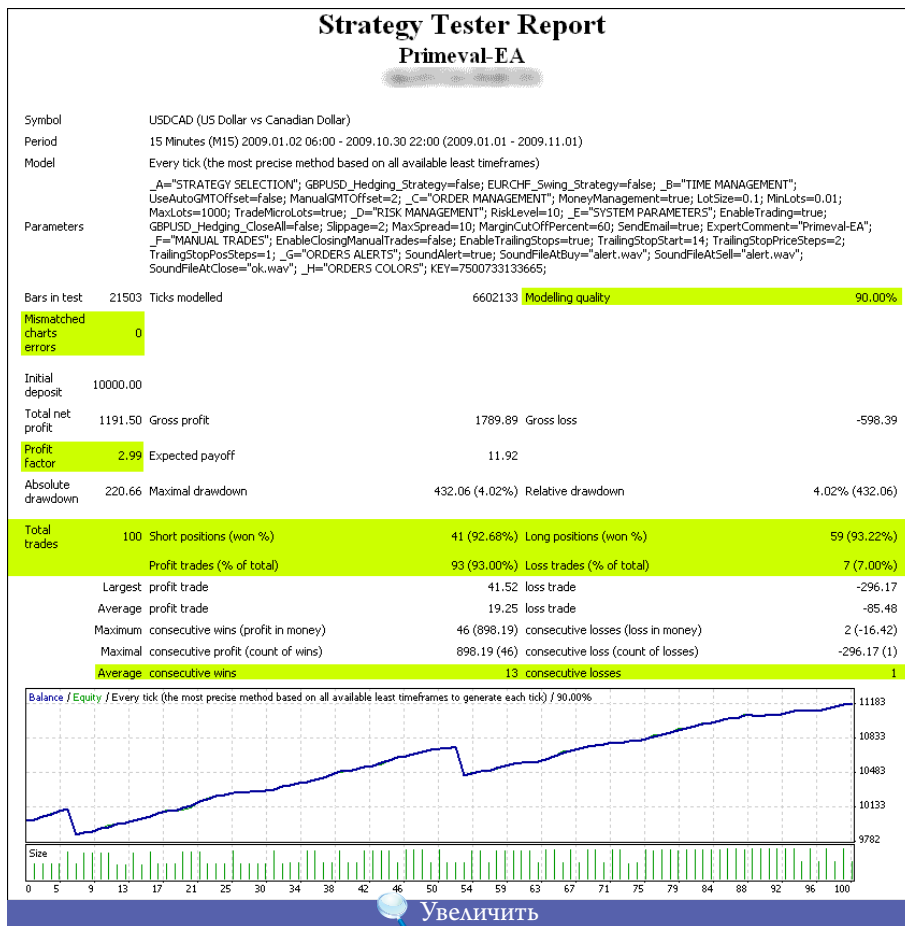 Strategy Tester Report
Primeval-EA
Symbol USDCAD (US Dollar vs Canadian Dollar)
Period 15 Minutes (M15) 2009.01.02 06:00 - 2009.10.30 22:00 (2009.01.01 - 2009.11.01)
Model Every tick (the most precise method based on all available least timeframes)
_A="STRATEGY SELECTION"; GBPUSD_Hedging_Strategy=false; EURCHF_Swing_Strategy=false; _B="TIME MANAGEMENT";
UseAutoGMTOffset=false; ManualGMTOffset=2; _C="ORDER MANAGEMENT"; MoneyManagement=true; LotSize=0.1; MinLots=0.01;
MaxLots=1000; TradeMicroLots=true; _D="RISK MANAGEMENT"; RiskLevel=10; _E="SYSTEM PARAMETERS"; EnableTrading=true;
Parameters GBPUSD_Hedging_CloseAll=false; Slippage=2; MaxSpread=10; MarginCutOffPercent=60; SendEmail=true; ExpertComment="Primeval-EA";
_F="MANUAL TRADES"; EnableClosingManualTrades=false; EnableTrailingStops=true; TrailingStopStart=14; TrailingStopPriceSteps=2;
TrailingStopPosSteps=1; _G="ORDERS ALERTS"; SoundAlert=true; SoundFileAtBuy="alert.wav"; SoundFileAtSell="alert.wav";
SoundFileAtClose="ok.wav"; _H="ORDERS COLORS"; KEY=7500733133665;
Bars in test 21503 Ticks modelled 6602133 Modelling quality 90.00%
Mismatched
charts 0
errors
Initial
deposit 10000.00
Total net
profit 1191.50 Gross profit 1789.89 Gross loss -598.39
Profit
factor 2.99 Expected payoff 11.92
Absolute
drawdown 220.66 Maximal drawdown 432.06 (4.02%) Relative drawdown 4.02% (432.06)
Total
trades 100 Short positions (won %) 41 (92.68%) Long positions (won %) 59 (93.22%)
Profit trades (% of total) 93 (93.00%) Loss trades (% of total) 7 (7.00%)
Largest profit trade 41.52 loss trade -296.17
Average profit trade 19.25 loss trade -85.48
Maximum consecutive wins (profit in money) 46 (898.19) consecutive losses (loss in money) 2 (-16.42)
Maximal consecutive profit (count of wins) 898.19 (46) consecutive loss (count of losses) -296.17 (1)
Average consecutive wins 13 consecutive losses 1
Balance / Equity / Every tick (the most precise method based on all available least timeframes to generate each tick) / 90.00%
11183
10833
10483
10133
9782
Size
0 5 9 13 17 21 25 30 34 38 42 46 50 54 59 63 67 71 75 79 84 88 92 96 100
Увеличить